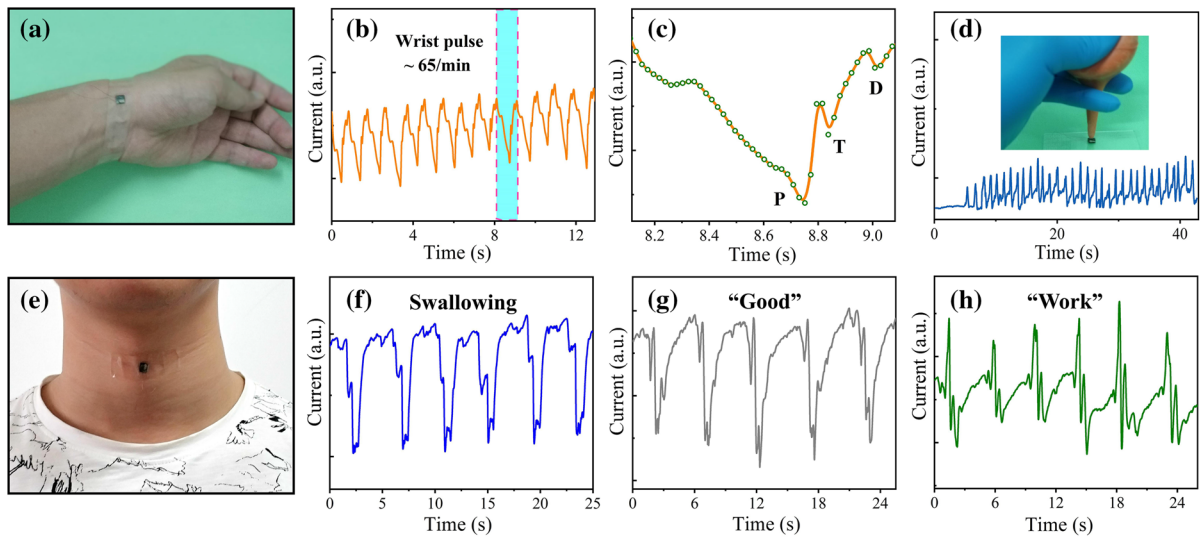 (a)
(b)
Wrist pulse
~ 65/min
Current (a.u.)
0 4 8 12
Time (s)
(c)
P
T
D
Current (a.u.)
8.2 8.4 8.6 8.8 9.0
Time (s)
(d)
Current (a.u.)
0 20 40
Time (s)
(e)
(f)
Swallowing
Current (a.u.)
0 5 10 15 20 25
Time (s)
(g)
“Good”
Current (a.u.)
0 6 12 18 24
Time (s)
(h)
“Work”
Current (a.u.)
0 6 12 18 24
Time (s)